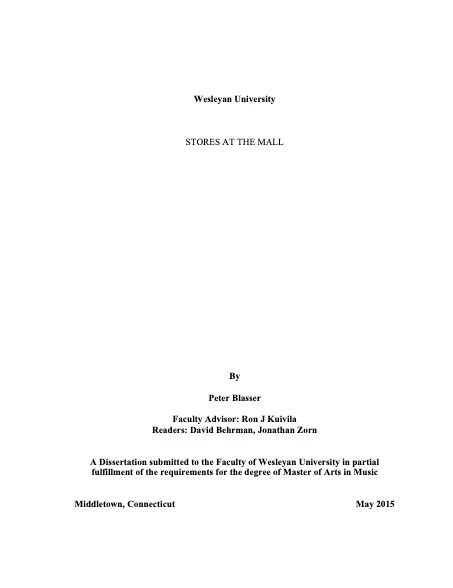 Wesleyan University
STORES AT THE MALL
By
Peter Blasser
Faculty Advisor: Ron J Kuivila
Readers: David Behrman, Jonathan Zorn
A Dissertation submitted to the Faculty of Wesleyan University in partial
fulfillment of the requirements for the degree of Master of Arts in Music
Middletown, Connecticut May 2015